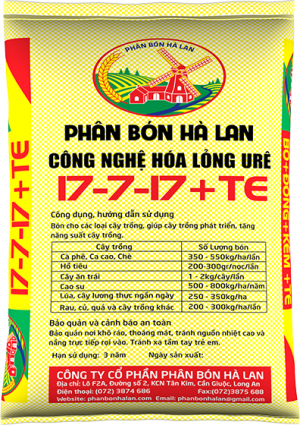 PHÂN BÓN HÀ LAN
PHÂN BÓN HÀ LAN
CÔNG NGHỆ HÓA LỎNG URÊ
17-7-17+TE
Công dụng, hướng dẫn sử dụng
Bón cho các loại cây trồng, giúp cây trồng phát triển, tăng
năng suất cây trồng.
Cây trồng Số lượng bón
Cà phê, Ca cao, Chè 350 - 550kg/ha/lần
Hồ tiêu 200-300gr/nọc/lần
Cây ăn trái 1 - 2kg/cây/lần
Cao su 500 - 800kg/ha/năm
Lúa, cây lương thực ngắn ngày 250 - 350kg/ha
Rau, củ, quả và cây trồng khác 200 - 300kg/ha/lần
Bảo quản và cảnh báo an toàn
Bảo quản nơi khô ráo, thoáng mát, tránh nguồn nhiệt cao và
nắng trực tiếp rọi vào. Tránh xa tầm tay trẻ em.
Hạn sử dụng: 3 năm Ngày sản xuất:
CÔNG TY CỔ PHẦN PHÂN BÓN HÀ LAN
Địa chỉ: Lô F2A, Đường số 2, KCN Tân Kim, Cần Giuộc, Long An
Điện thoại: (072)3874 686 Fax:(072)3875 688
Website: phanbonhalan.com Email: phanbonhalan@gmail.com
17-7-17+TE
BO+ĐỒNG+KẼM +TE